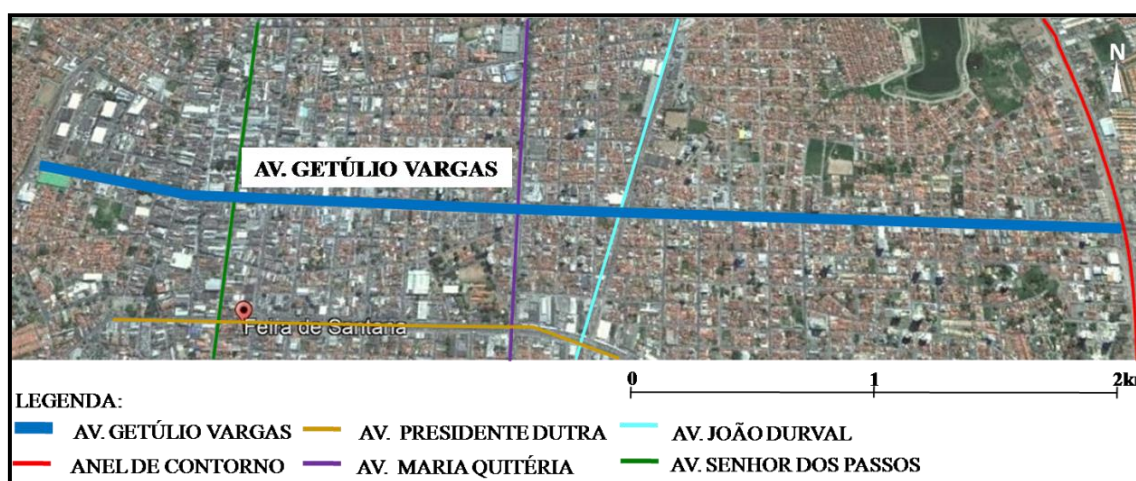 N
AV. GETÚLIO VARGAS
Feira de Santana
0 1 2k
LEGENDA:
AV. GETÚLIO VARGAS AV. PRESIDENTE DUTRA AV. JOÃO DURVAL
ANEL DE CONTORNO AV. MARIA QUITÉRIA AV. SENHOR DOS PASSOS